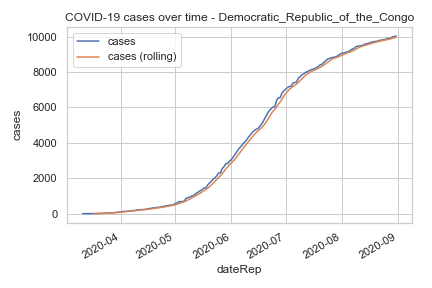 COVID-19 cases over time - Democratic_Republic_of_the_Congo
cases
cases (rolling)
10000
8000
6000
4000
2000
0
cases
2020-04
2020-05
2020-06
2020-07
2020-08
2020-09
dateRep